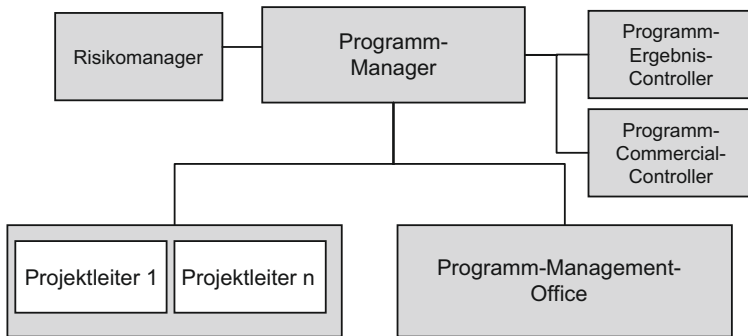 Risikomanager
Programm-
Manager
Programm-
Ergebnis-
Controller
Programm-
Commercial-
Controller
Projektleiter 1
Projektleiter n
Programm-Management-
Office